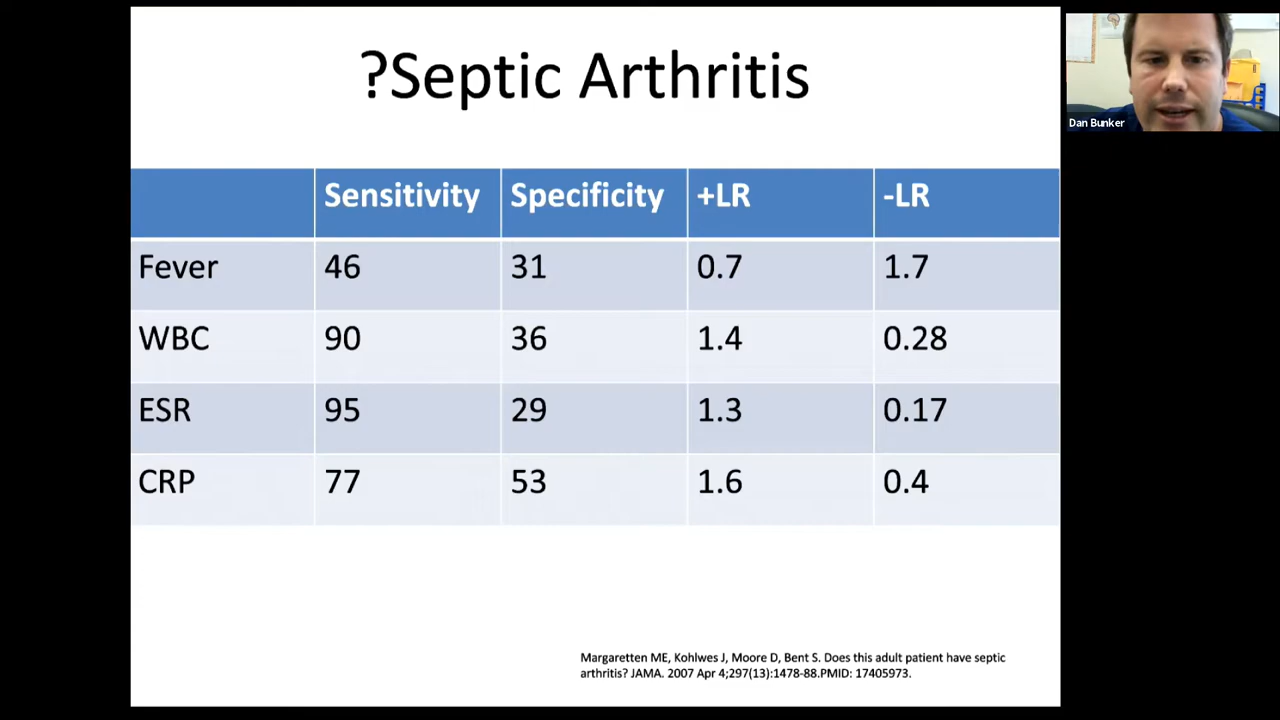 ?Septic Arthritis
Dan Bunker
Sensitivity Specificity +LR -LR
Fever 46 31 0.7 1.7
WBC 90 36 1.4 0.28
ESR 95 29 1.3 0.17
CRP 77 53 1.6 0.4
Margaretten ME, Kohlwes J, Moore D, Bent S. Does this adult patient have septic
arthritis? JAMA. 2007 Apr 4;297(13):1478-88.PMID: 17405973.